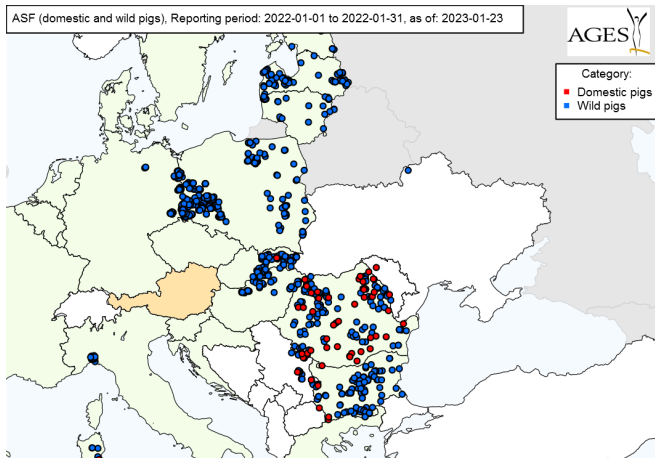 ASF (domestic and wild pigs), Reporting period: 2022-01-01 to 2022-01-31, as of: 2023-01-23
AGES
Category:
Domestic pigs
Wild pigs